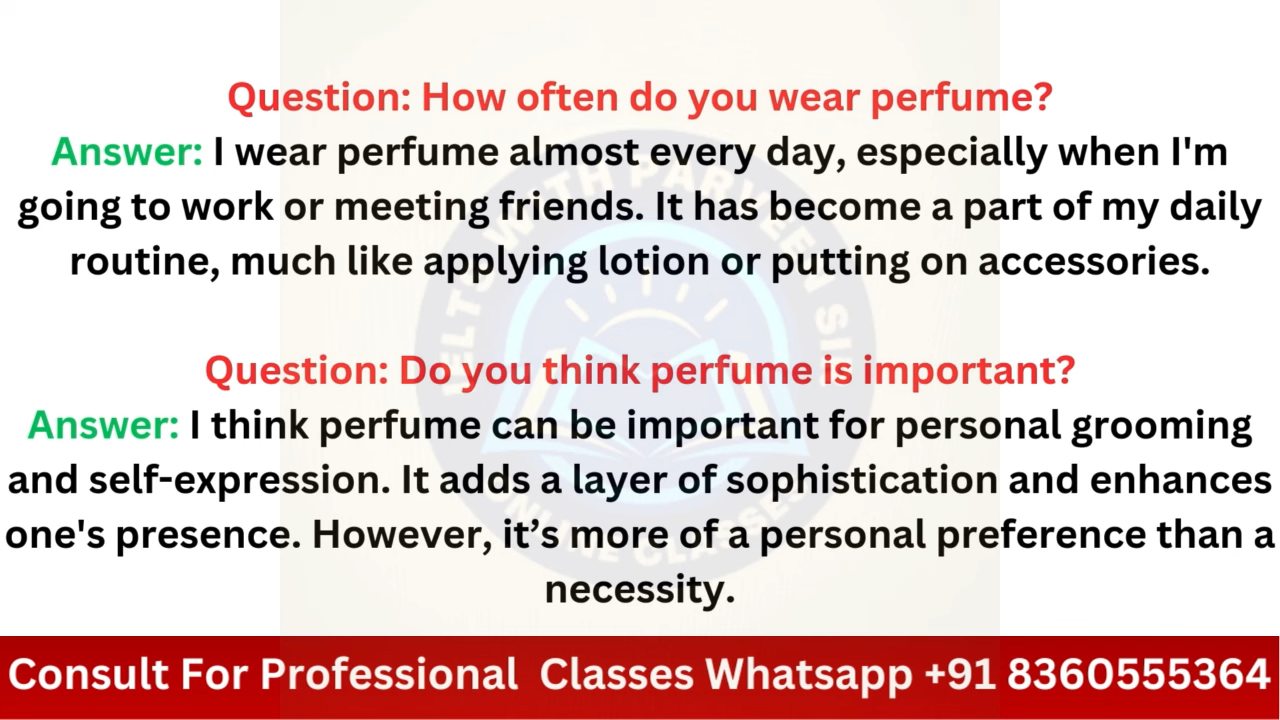 Question: How often do you wear perfume?
Answer: I wear perfume almost every day, especially when I'm
going to work or meeting friends. It has become a part of my daily
routine, much like applying lotion or putting on accessories.
Question: Do you think perfume is important?
Answer: I think perfume can be important for personal grooming
and self-expression. It adds a layer of sophistication and enhances
one's presence. However, it’s more of a personal preference than a
necessity.
Consult For Professional Classes Whatsapp +91 8360555364